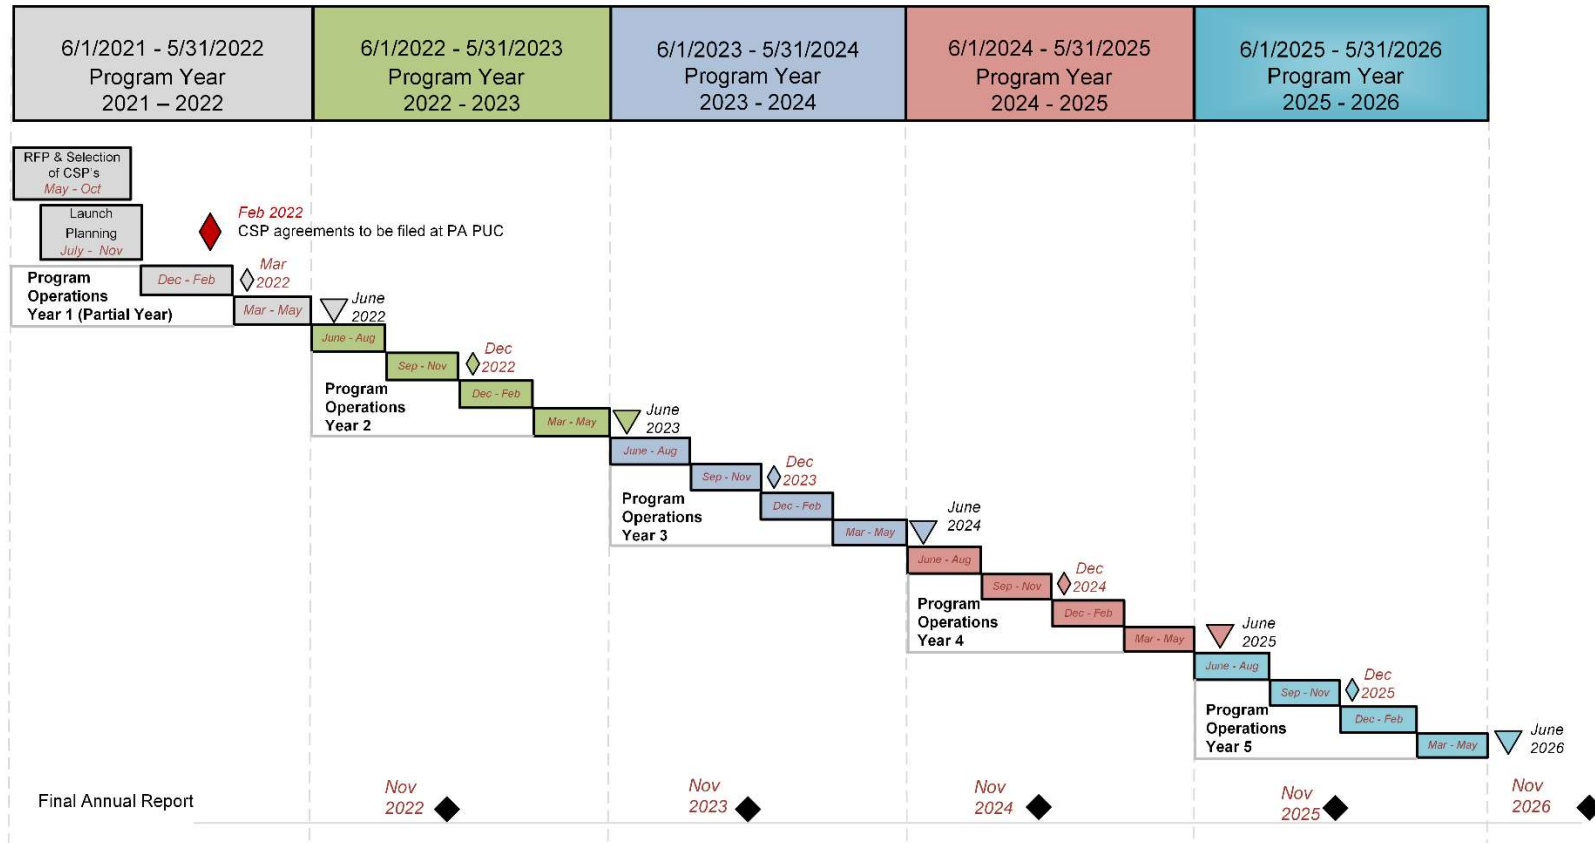 6/1/2021 - 5/31/2022
Program Year
2021 – 2022
6/1/2022 - 5/31/2023
Program Year
2022 - 2023
6/1/2023 - 5/31/2024
Program Year
2023 - 2024
6/1/2024 - 5/31/2025
Program Year
2024 - 2025
6/1/2025 - 5/31/2026
Program Year
2025 - 2026
RFP & Selection
of CSP's
May - Oct
Launch
Planning
July - Nov
Feb 2022
CSP agreements to be filed at PA PUC
Program
Operations
Year 1 (Partial Year)
Dec - Feb
Mar
2022
Mar - May
June
2022
June - Aug
Sep - Nov
Dec
2022
Program
Operations
Year 2
Dec - Feb
Mar - May
June
2023
June - Aug
Sep - Nov
Dec
2023
Program
Operations
Year 3
Dec - Feb
Mar - May
June
2024
June - Aug
Sep - Nov
Dec
2024
Program
Operations
Year 4
Dec - Feb
Mar - May
June
2025
June - Aug
Sep - Nov
Dec
2025
Program
Operations
Year 5
Dec - Feb
Mar - May
June
2026
Final Annual Report
Nov
2022
Nov
2023
Nov
2024
Nov
2025
Nov
2026